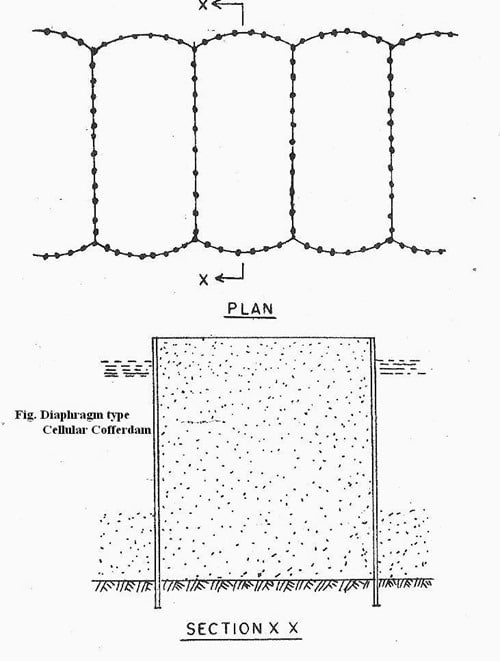 X
X
PLAN
Fig. Diaphragm type
Cellular Cofferdam
SECTION X X